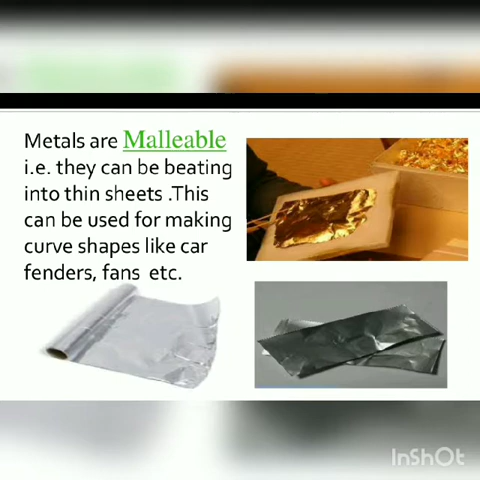 Metals are Malleable
i.e. they can be beating
into thin sheets .This
can be used for making
curve shapes like car
fenders, fans etc.
InShOt